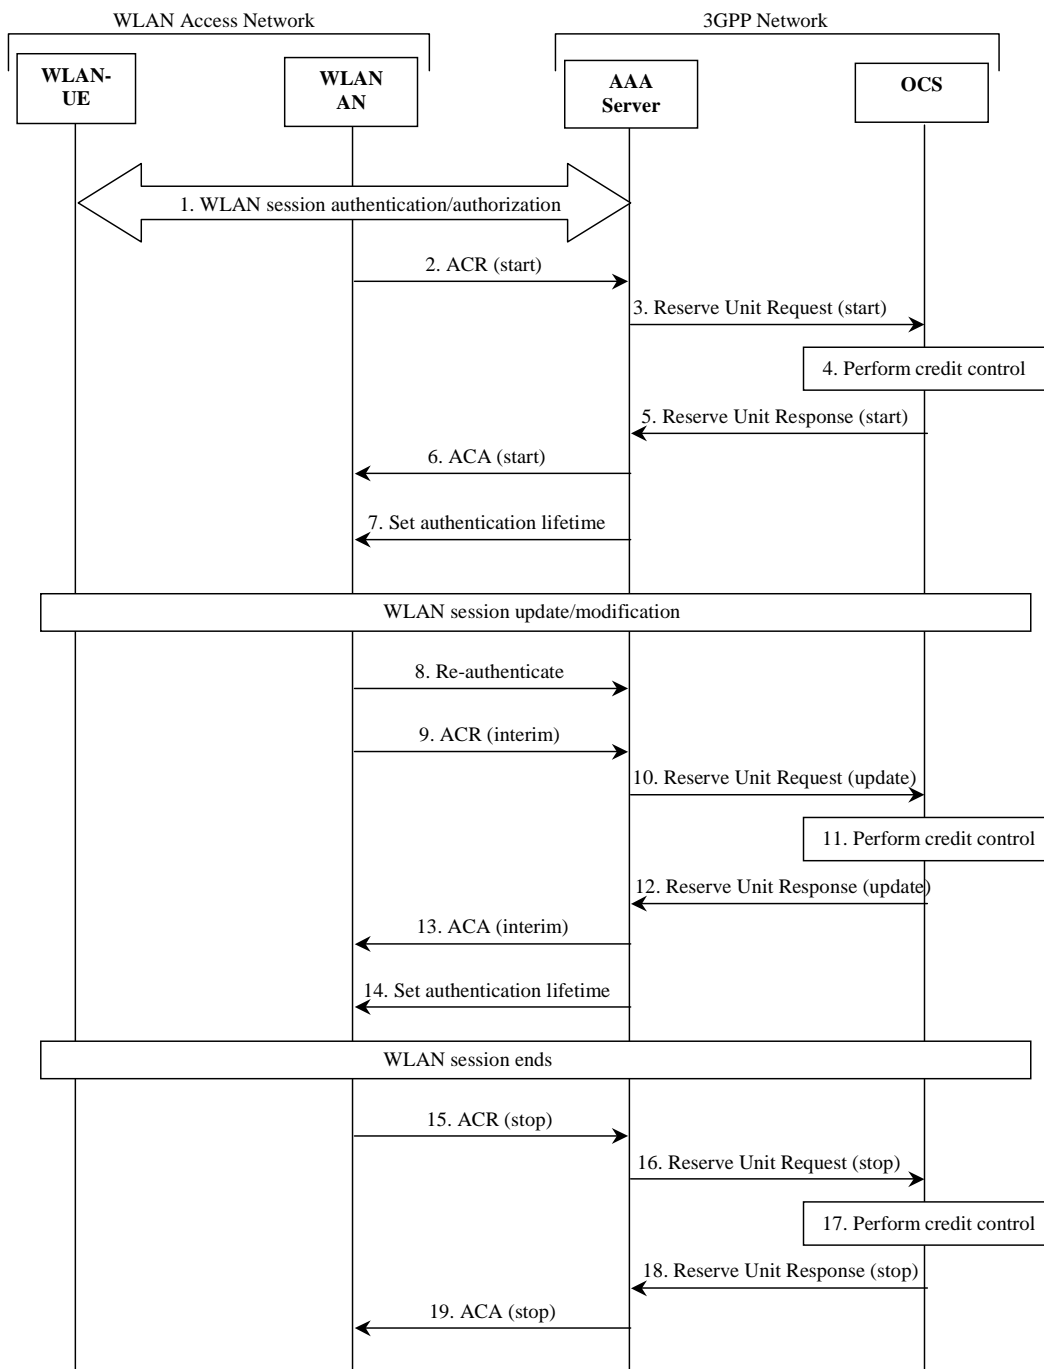 WLAN Access Network
3GPP Network
WLAN-
UE
WLAN
AN
AAA
Server
OCS
1. WLAN session authentication/authorization
2. ACR (start)
3. Reserve Unit Request (start)
4. Perform credit control
5. Reserve Unit Response (start)
6. ACA (start)
7. Set authentication lifetime
WLAN session update/modification
8. Re-authenticate
9. ACR (interim)
10. Reserve Unit Request (update)
11. Perform credit control
12. Reserve Unit Response (update)
13. ACA (interim)
14. Set authentication lifetime
WLAN session ends
15. ACR (stop)
16. Reserve Unit Request (stop)
17. Perform credit control
18. Reserve Unit Response (stop)
19. ACA (stop)